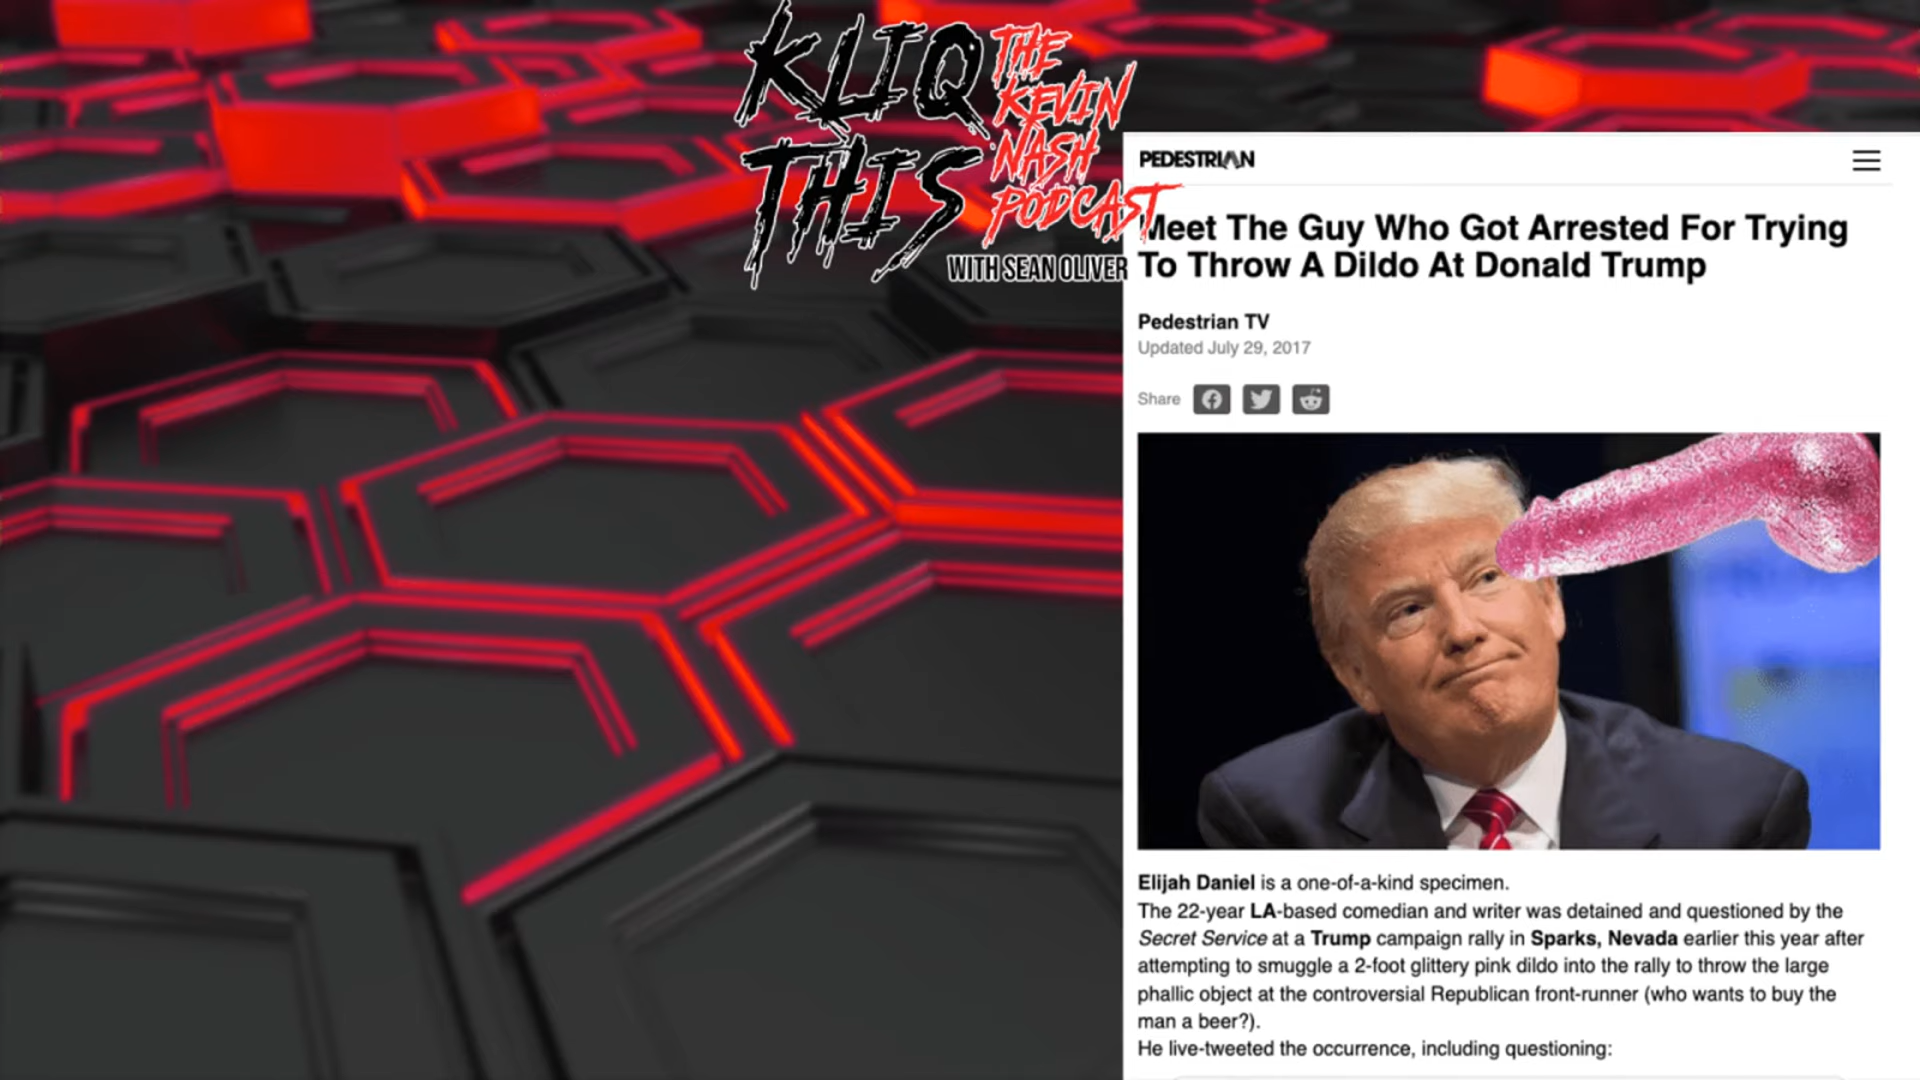 KLIQ
THIS
THE
KEVIN
NASH
PODCAST
WITH SEAN OLIVER
PEDESTRIAN
Meet The Guy Who Got Arrested For Trying
To Throw A Dildo At Donald Trump
Pedestrian TV
Updated July 29, 2017
Share
Elijah Daniel is a one-of-a-kind specimen.
The 22-year LA-based comedian and writer was detained and questioned by the
Secret Service at a Trump campaign rally in Sparks, Nevada earlier this year after
attempting to smuggle a 2-foot glittery pink dildo into the rally to throw the large
phallic object at the controversial Republican front-runner (who wants to buy the
man a beer?).
He live-tweeted the occurrence, including questioning: